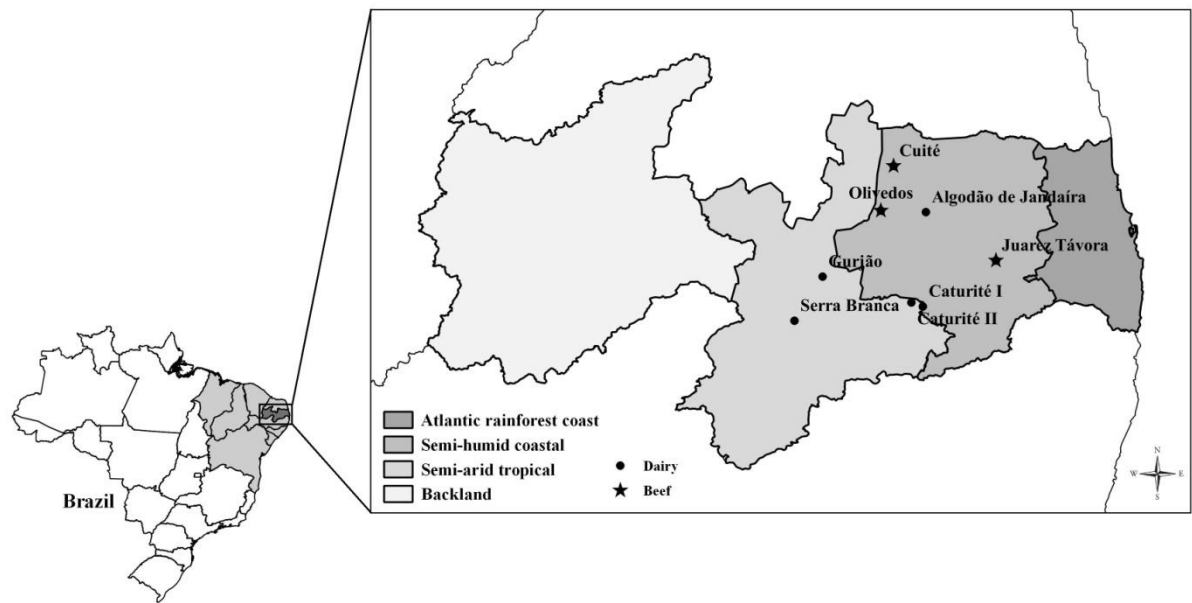 Cuité
Olivedos
Algodão de Jandaíra
Juarez Távora
Gurjão
Caturité I
Serra Branca
Caturité II
Atlantic rainforest coast
Semi-humid coastal
Semi-arid tropical
Backland
Dairy
Beef
Brazil
N
W E
S